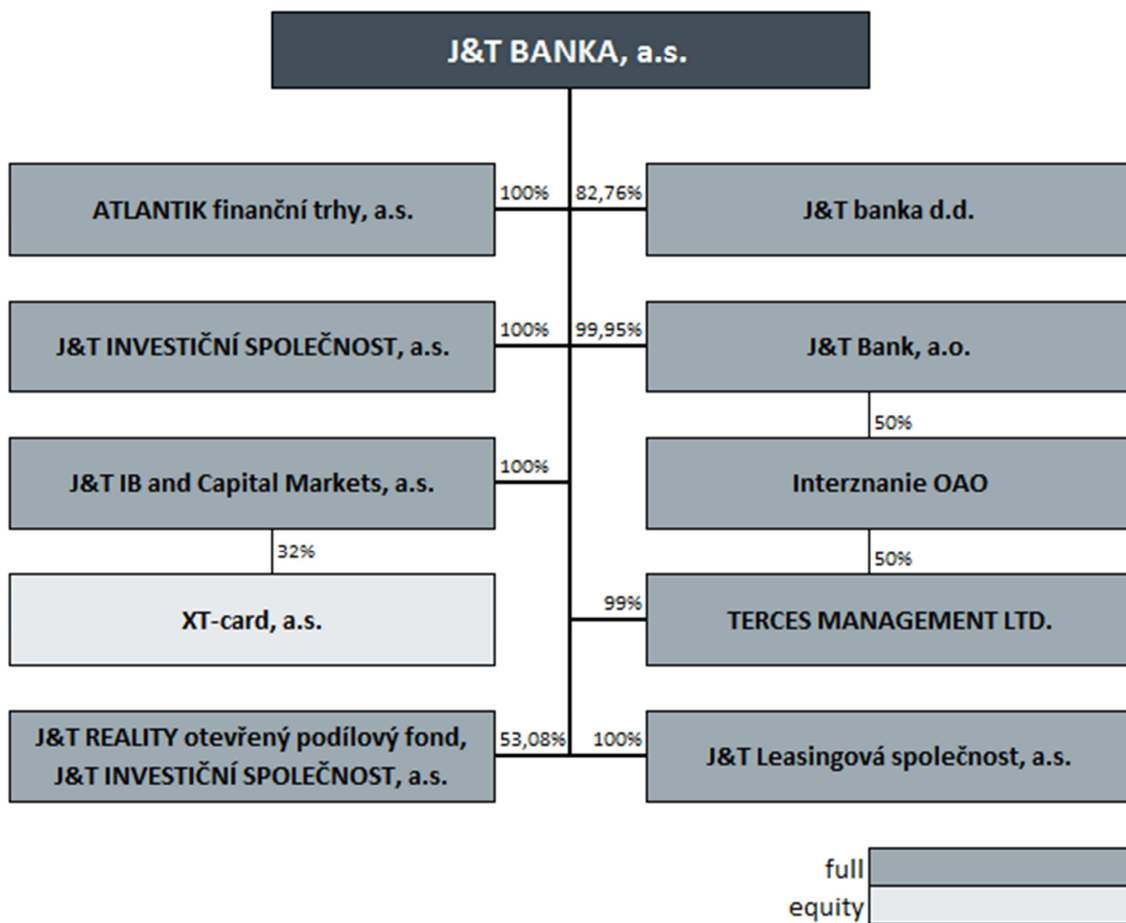 J&T BANKA, a.s.
ATLANTIK finanční trhy, a.s.
100%
82,76%
J&T banka d.d.
J&T INVESTIČNÍ SPOLEČNOST, a.s.
100%
99,95%
J&T Bank, a.o.
50%
J&T IB and Capital Markets, a.s.
100%
Interznanie OAO
32%
50%
XT-card, a.s.
99%
TERCES MANAGEMENT LTD.
J&T REALITY otevřený podílový fond,
J&T INVESTIČNÍ SPOLEČNOST, a.s.
53,08%
100%
J&T Leasingová společnost, a.s.
full
equity